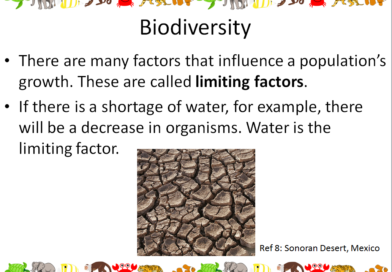 Biodiversity
• There are many factors that influence a population's
growth. These are called limiting factors.
• If there is a shortage of water, for example, there
will be a decrease in organisms. Water is the
limiting factor.
Ref 8: Sonoran Desert, Mexico